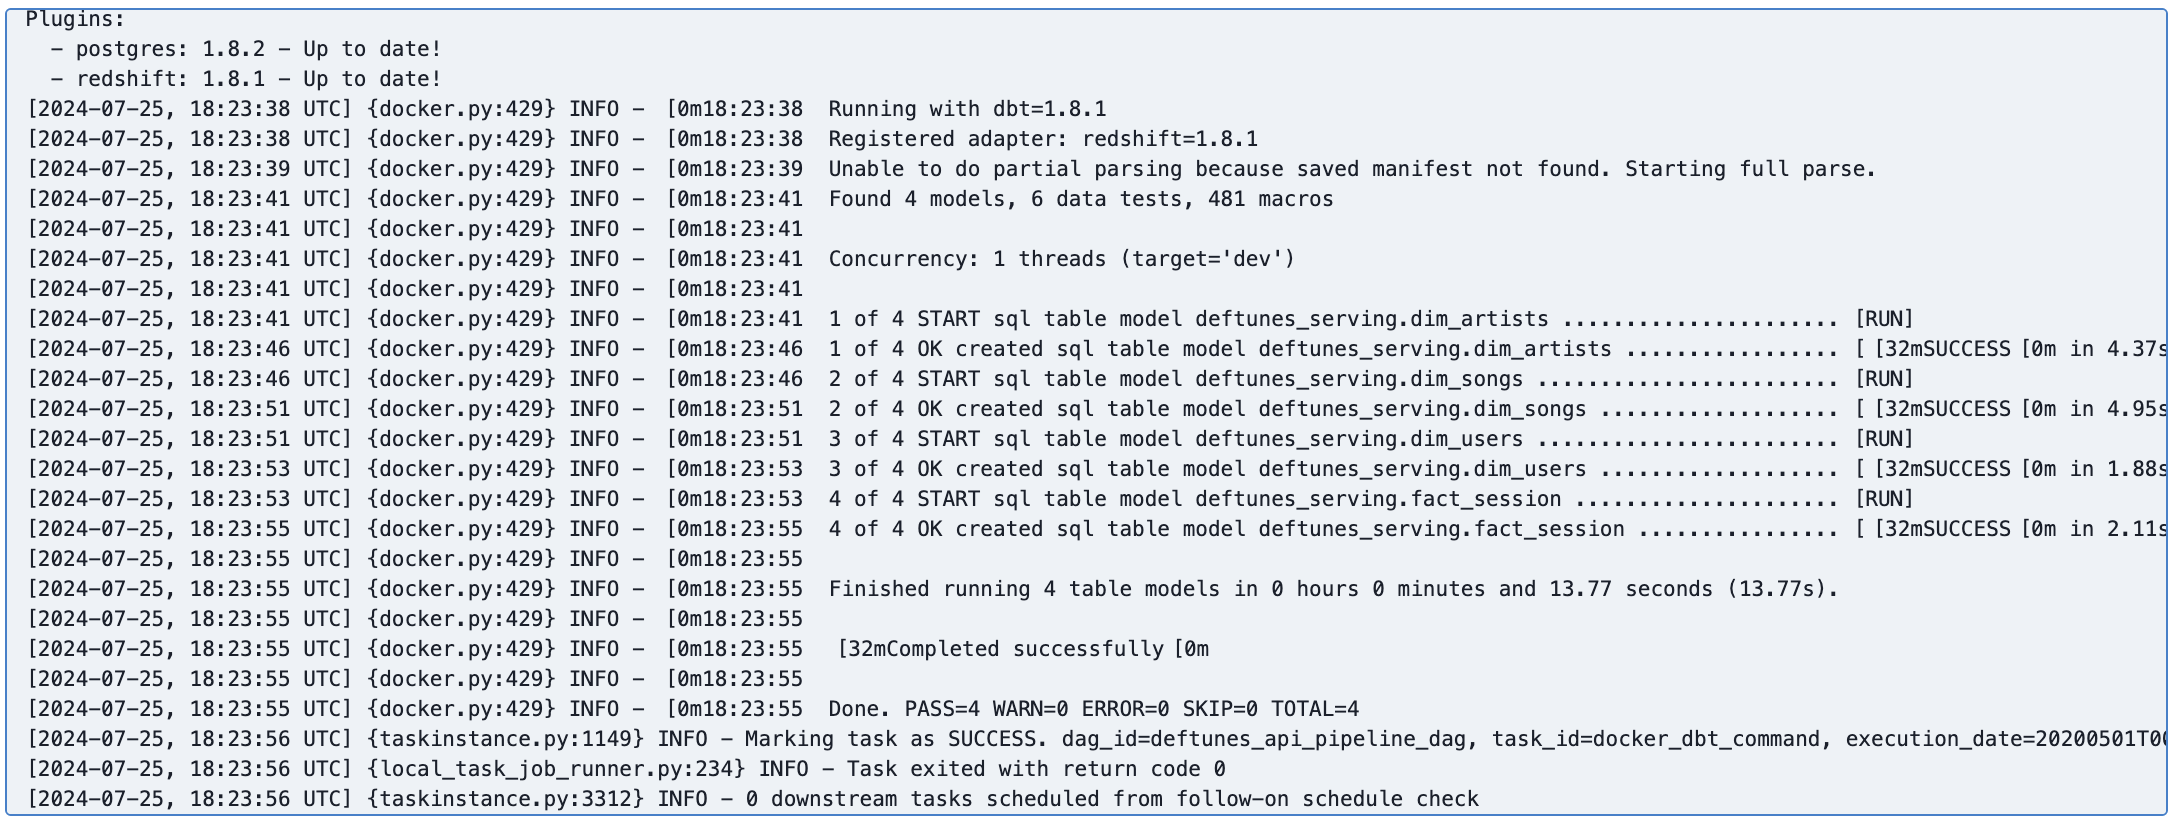 Plugins:
  - postgres: 1.8.2 - Up to date!
  - redshift: 1.8.1 - Up to date!
[2024-07-25, 18:23:38 UTC] {docker.py:429} INFO - [0m18:23:38  Running with dbt=1.8.1
[2024-07-25, 18:23:38 UTC] {docker.py:429} INFO - [0m18:23:38  Registered adapter: redshift=1.8.1
[2024-07-25, 18:23:39 UTC] {docker.py:429} INFO - [0m18:23:39  Unable to do partial parsing because saved manifest not found. Starting full parse.
[2024-07-25, 18:23:41 UTC] {docker.py:429} INFO - [0m18:23:41  Found 4 models, 6 data tests, 481 macros
[2024-07-25, 18:23:41 UTC] {docker.py:429} INFO - [0m18:23:41
[2024-07-25, 18:23:41 UTC] {docker.py:429} INFO - [0m18:23:41  Concurrency: 1 threads (target='dev')
[2024-07-25, 18:23:41 UTC] {docker.py:429} INFO - [0m18:23:41
[2024-07-25, 18:23:41 UTC] {docker.py:429} INFO - [0m18:23:41  1 of 4 START sql table model deftunes_serving.dim_artists ...................... [RUN]
[2024-07-25, 18:23:46 UTC] {docker.py:429} INFO - [0m18:23:46  1 of 4 OK created sql table model deftunes_serving.dim_artists ................. [ [32mSUCCESS [0m in 4.37s
[2024-07-25, 18:23:46 UTC] {docker.py:429} INFO - [0m18:23:46  2 of 4 START sql table model deftunes_serving.dim_songs ........................ [RUN]
[2024-07-25, 18:23:51 UTC] {docker.py:429} INFO - [0m18:23:51  2 of 4 OK created sql table model deftunes_serving.dim_songs ................... [ [32mSUCCESS [0m in 4.95s
[2024-07-25, 18:23:51 UTC] {docker.py:429} INFO - [0m18:23:51  3 of 4 START sql table model deftunes_serving.dim_users ........................ [RUN]
[2024-07-25, 18:23:53 UTC] {docker.py:429} INFO - [0m18:23:53  3 of 4 OK created sql table model deftunes_serving.dim_users ................... [ [32mSUCCESS [0m in 1.88s
[2024-07-25, 18:23:53 UTC] {docker.py:429} INFO - [0m18:23:53  4 of 4 START sql table model deftunes_serving.fact_session ..................... [RUN]
[2024-07-25, 18:23:55 UTC] {docker.py:429} INFO - [0m18:23:55  4 of 4 OK created sql table model deftunes_serving.fact_session ................ [ [32mSUCCESS [0m in 2.11s
[2024-07-25, 18:23:55 UTC] {docker.py:429} INFO - [0m18:23:55
[2024-07-25, 18:23:55 UTC] {docker.py:429} INFO - [0m18:23:55  Finished running 4 table models in 0 hours 0 minutes and 13.77 seconds (13.77s).
[2024-07-25, 18:23:55 UTC] {docker.py:429} INFO - [0m18:23:55
[2024-07-25, 18:23:55 UTC] {docker.py:429} INFO - [0m18:23:55   [32mCompleted successfully [0m
[2024-07-25, 18:23:55 UTC] {docker.py:429} INFO - [0m18:23:55
[2024-07-25, 18:23:55 UTC] {docker.py:429} INFO - [0m18:23:55  Done. PASS=4 WARN=0 ERROR=0 SKIP=0 TOTAL=4
[2024-07-25, 18:23:56 UTC] {taskinstance.py:1149} INFO - Marking task as SUCCESS. dag_id=deftunes_api_pipeline_dag, task_id=docker_dbt_command, execution_date=20200501T00
[2024-07-25, 18:23:56 UTC] {local_task_job_runner.py:234} INFO - Task exited with return code 0
[2024-07-25, 18:23:56 UTC] {taskinstance.py:3312} INFO - 0 downstream tasks scheduled from follow-on schedule check